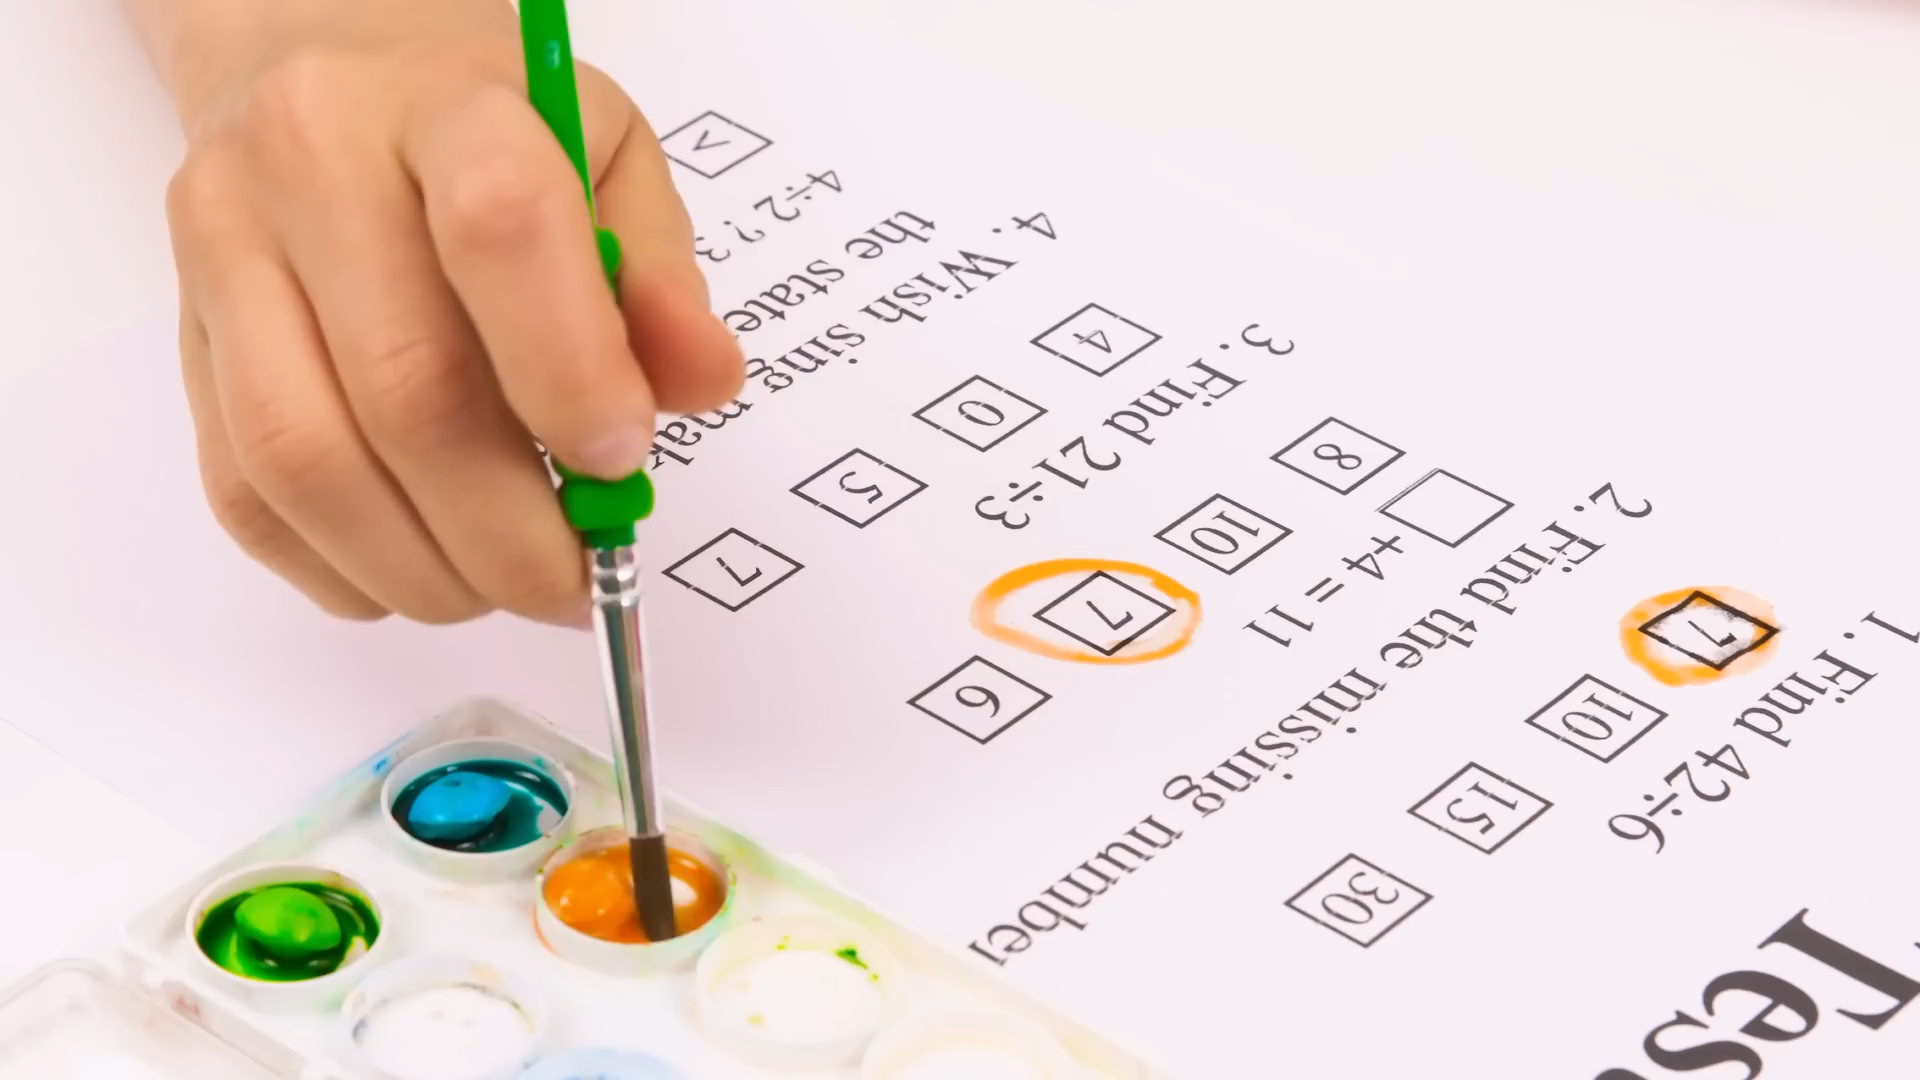 Tes
1. Find 42÷6
7 10 15 30
2. Find the missing number
+4 = 11
8 10 7 6
3. Find 21÷3
4 0 5 7
4. Wish sing mak
the state
4÷2 ? 3